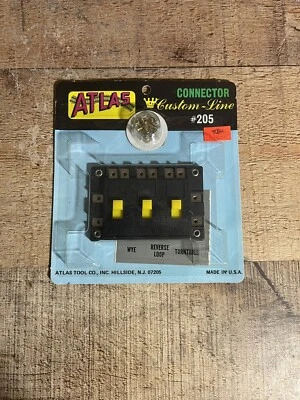 ATLAS
CONNECTOR
Custom-Line
#205
WYE
REVERSE
LOOP
TURNTABLE
ATLAS TOOL CO., INC. HILLSIDE, N.J. 07205
MADE IN U.S.A.